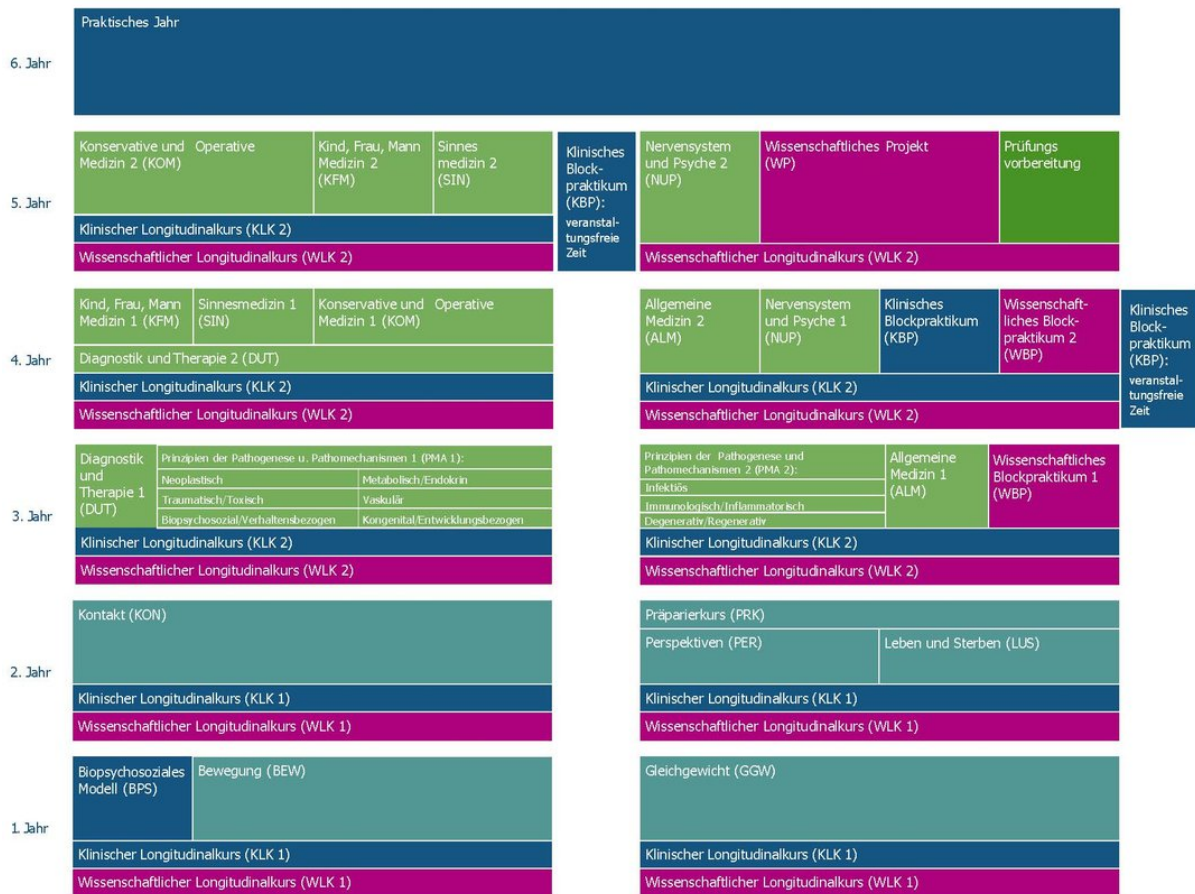 Praktisches Jahr
6. Jahr
5. Jahr
Konservative und Operative
Medizin 2 (KOM)
Kind, Frau, Mann
Medizin 2
(KFM)
Sinnes
medizin 2
(SIN)
Klinischer Longitudinalkurs (KLK 2)
Wissenschaftlicher Longitudinalkurs (WLK 2)
Klinisches
Block-
praktikum
(KBP):
veranstal-
tungsfreie
Zeit
Nervensystem
und Psyche 2
(NUP)
Wissenschaftliches Projekt
(WP)
Prüfungs
vorbereitung
Wissenschaftlicher Longitudinalkurs (WLK 2)
4. Jahr
Kind, Frau, Mann
Medizin 1 (KFM)
Sinnesmedizin 1
(SIN)
Konservative und Operative
Medizin 1 (KOM)
Diagnostik und Therapie 2 (DUT)
Klinischer Longitudinalkurs (KLK 2)
Wissenschaftlicher Longitudinalkurs (WLK 2)
Allgemeine
Medizin 2
(ALM)
Nervensystem
und Psyche 1
(NUP)
Klinisches
Blockpraktikum
(KBP)
Wissenschaft-
liches Block-
praktikum 2
(WBP)
Klinischer Longitudinalkurs (KLK 2)
Wissenschaftlicher Longitudinalkurs (WLK 2)
Klinisches
Block-
praktikum
(KBP):
veranstal-
tungsfreie
Zeit
3. Jahr
Diagnostik
und
Therapie 1
(DUT)
Prinzipien der Pathogenese u. Pathomechanismen 1 (PMA 1):
Neoplastisch
Metabolisch/Endokrin
Traumatisch/Toxisch
Vaskulär
Biopsychosozial/Verhaltensbezogen
Kongenital/Entwicklungsbezogen
Klinischer Longitudinalkurs (KLK 2)
Wissenschaftlicher Longitudinalkurs (WLK 2)
Prinzipien der Pathogenese und
Pathomechanismen 2 (PMA 2):
Infektiös
Immunologisch/Inflammatorisch
Degenerativ/Regenerativ
Allgemeine
Medizin 1
(ALM)
Wissenschaftliches
Blockpraktikum 1
(WBP)
Klinischer Longitudinalkurs (KLK 2)
Wissenschaftlicher Longitudinalkurs (WLK 2)
2. Jahr
Kontakt (KON)
Klinischer Longitudinalkurs (KLK 1)
Wissenschaftlicher Longitudinalkurs (WLK 1)
Präparierkurs (PRK)
Perspektiven (PER)
Leben und Sterben (LUS)
Klinischer Longitudinalkurs (KLK 1)
Wissenschaftlicher Longitudinalkurs (WLK 1)
1. Jahr
Biopsychosoziales
Modell (BPS)
Bewegung (BEW)
Klinischer Longitudinalkurs (KLK 1)
Wissenschaftlicher Longitudinalkurs (WLK 1)
Gleichgewicht (GGW)
Klinischer Longitudinalkurs (KLK 1)
Wissenschaftlicher Longitudinalkurs (WLK 1)